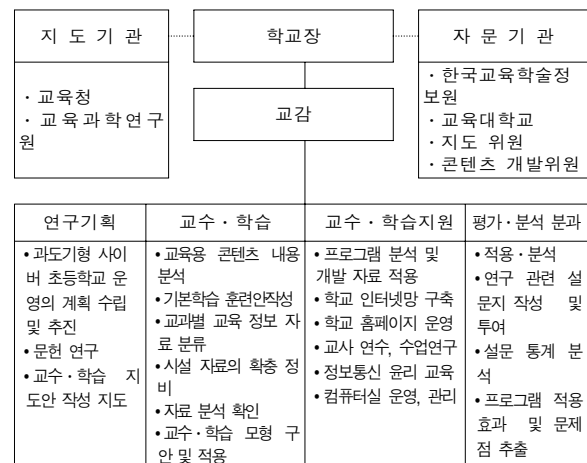 지 도 기 관
· 교육청
· 교육과학연구
원
학교장
교감
자 문 기 관
· 한국교육학술정
보원
· 교육대학교
· 지도 위원
· 콘텐츠 개발위원
연구기획
• 과도기형 사이
버 초등학교 운
영의 계획 수립
및 추진
• 문헌 연구
• 교수 · 학습 지
도안 작성 지도
교수 · 학습
• 교육용 콘텐츠 내용
분석
• 기본학습 훈련안작성
• 교과별 교육 정보 자
료 분류
• 시설 자료의 확충 정
비
• 자료 분석 확인
• 교수 · 학습 모형 구
안 및 적용
교수 · 학습지원
• 프로그램 분석 및
개발 자료 적용
• 학교 인터넷망 구축
• 학교 홈페이지 운영
• 교사 연수, 수업연구
• 정보통신 윤리 교육
• 컴퓨터실 운영, 관리
평가 · 분석 분과
• 적용 · 분석
• 연구 관련 설
문지 작성 및
투여
• 설문 통계 분
석
• 프로그램 적용
효과 및 문제
점 추출